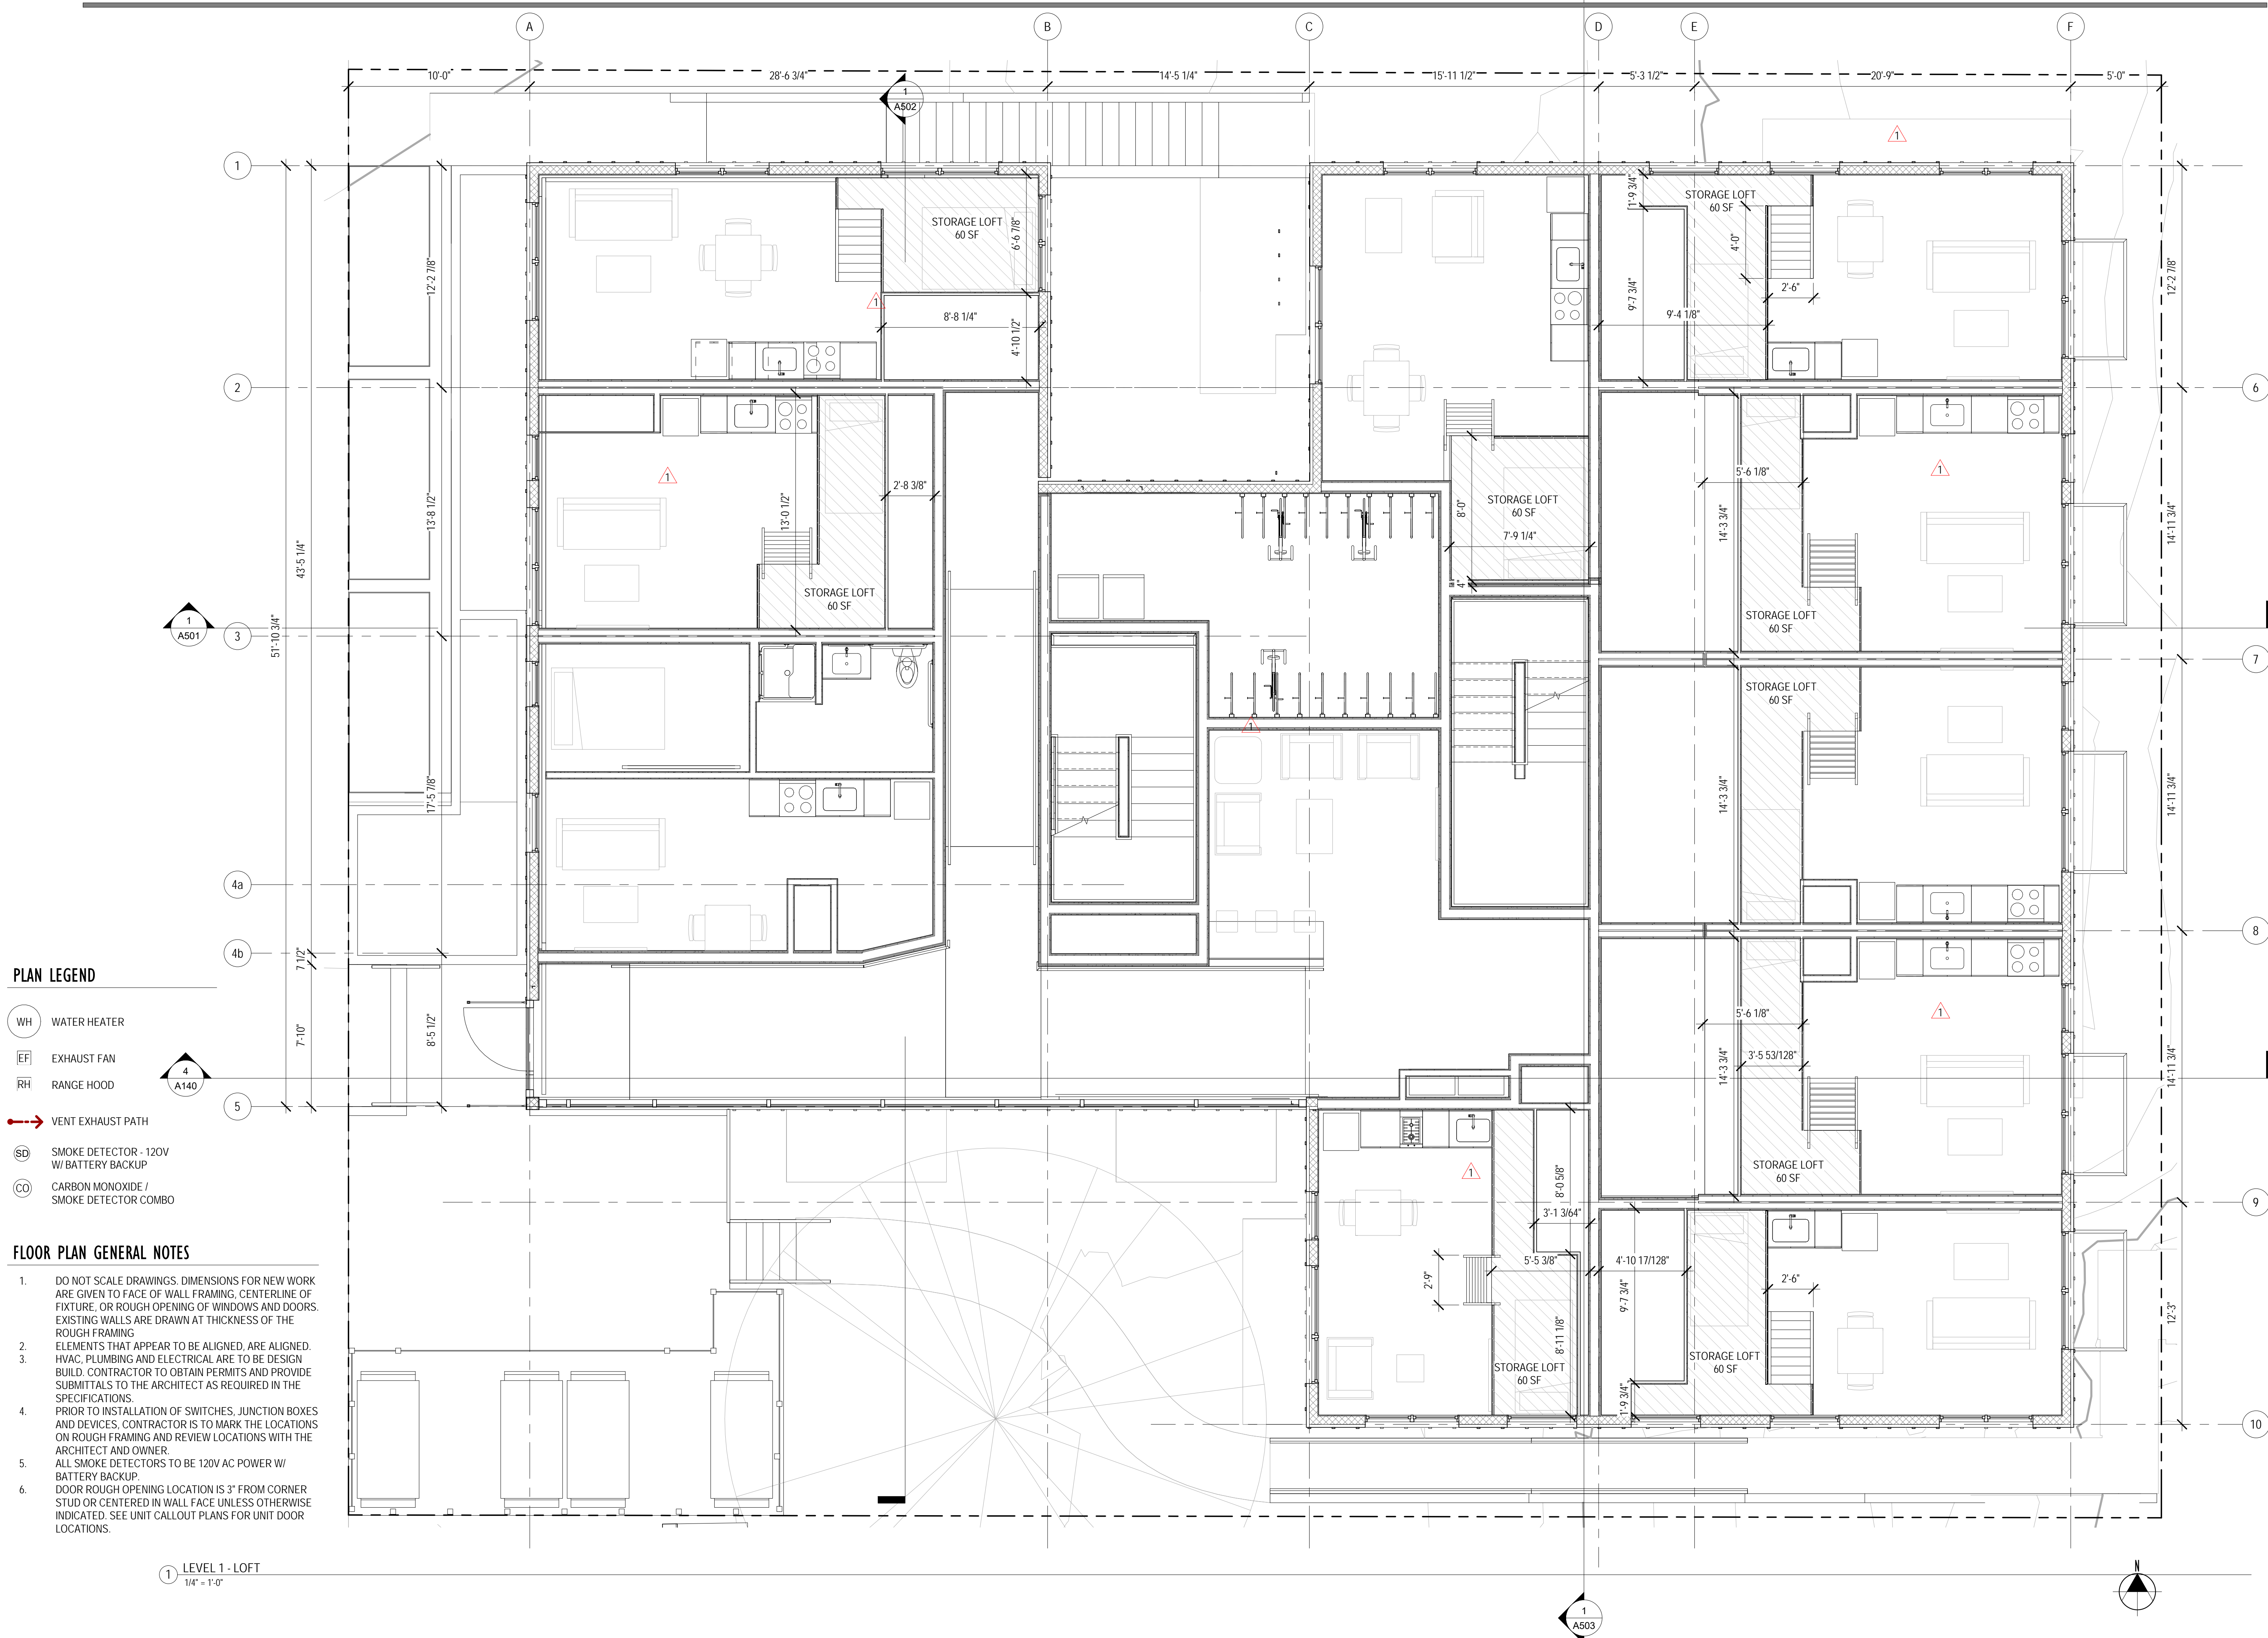 A
B
C
D
E
F
10'-0"
28'-6 3/4"
14'-5 1/4"
15'-11 1/2"
5'-3 1/2"
20'-9"
5'-0"
1
A502
1
1
STORAGE LOFT
60 SF
6'-6 7/8"
8'-8 1/4"
4'-10 1/2"
1
1'-9 3/4"
STORAGE LOFT
60 SF
4'-0"
2'-6"
9'-7 3/4"
9'-4 1/8"
12'-2 7/8"
12'-2 7/8"
2
6
1
2'-8 3/8"
13'-0 1/2"
STORAGE LOFT
60 SF
13'-8 1/2"
43'-5 1/4"
51'-10 3/4"
8'-0"
STORAGE LOFT
60 SF
7'-9 1/4"
4"
5'-6 1/8"
1
14'-3 3/4"
STORAGE LOFT
60 SF
14'-11 3/4"
1
A501
3
7
1
STORAGE LOFT
60 SF
14'-3 3/4"
14'-11 3/4"
17'-5 7/8"
4a
8
4b
7 1/2"
7'-10"
8'-5 1/2"
4
A140
5
5'-6 1/8"
1
3'-5 53/128"
14'-3 3/4"
14'-11 3/4"
STORAGE LOFT
60 SF
9
1
8'-0 5/8"
3'-1 3/64"
5'-5 3/8"
2'-9"
8'-11 1/8"
STORAGE LOFT
60 SF
4'-10 17/128"
2'-6"
9'-7 3/4"
STORAGE LOFT
60 SF
1'-9 3/4"
12'-3"
10
PLAN LEGEND
WH WATER HEATER
EF EXHAUST FAN
RH RANGE HOOD
VENT EXHAUST PATH
SD SMOKE DETECTOR - 120V
W/ BATTERY BACKUP
CO CARBON MONOXIDE /
SMOKE DETECTOR COMBO
FLOOR PLAN GENERAL NOTES
1. DO NOT SCALE DRAWINGS. DIMENSIONS FOR NEW WORK
ARE GIVEN TO FACE OF WALL FRAMING, CENTERLINE OF
FIXTURE, OR ROUGH OPENING OF WINDOWS AND DOORS.
EXISTING WALLS ARE DRAWN AT THICKNESS OF THE
ROUGH FRAMING
2. ELEMENTS THAT APPEAR TO BE ALIGNED, ARE ALIGNED.
3. HVAC, PLUMBING AND ELECTRICAL ARE TO BE DESIGN
BUILD. CONTRACTOR TO OBTAIN PERMITS AND PROVIDE
SUBMITTALS TO THE ARCHITECT AS REQUIRED IN THE
SPECIFICATIONS.
4. PRIOR TO INSTALLATION OF SWITCHES, JUNCTION BOXES
AND DEVICES, CONTRACTOR IS TO MARK THE LOCATIONS
ON ROUGH FRAMING AND REVIEW LOCATIONS WITH THE
ARCHITECT AND OWNER.
5. ALL SMOKE DETECTORS TO BE 120V AC POWER W/
BATTERY BACKUP.
6. DOOR ROUGH OPENING LOCATION IS 3" FROM CORNER
STUD OR CENTERED IN WALL FACE UNLESS OTHERWISE
INDICATED. SEE UNIT CALLOUT PLANS FOR UNIT DOOR
LOCATIONS.
1 LEVEL 1 - LOFT
1/4" = 1'-0"
1
A503
N